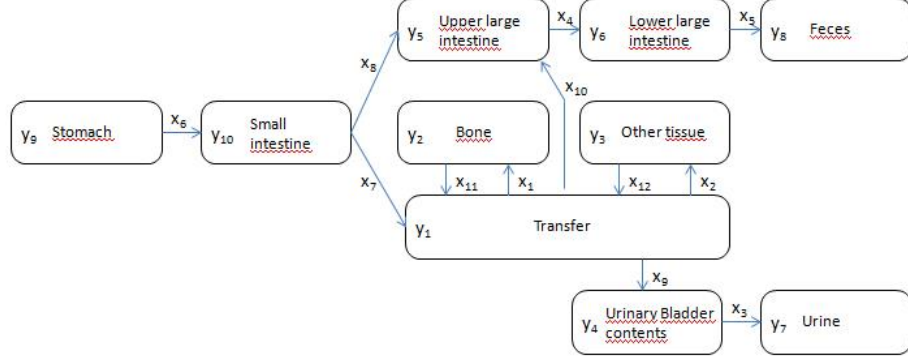 y5 Upper large
intestine
x4
y6 Lower large
intestine
x5
y8 Feces
x8
x10
y9 Stomach
x6
y10 Small
intestine
y2 Bone
y3 Other tissue
x7
x11
x1
x12
x2
y1 Transfer
x9
y4 Urinary Bladder
contents
x3
y7 Urine